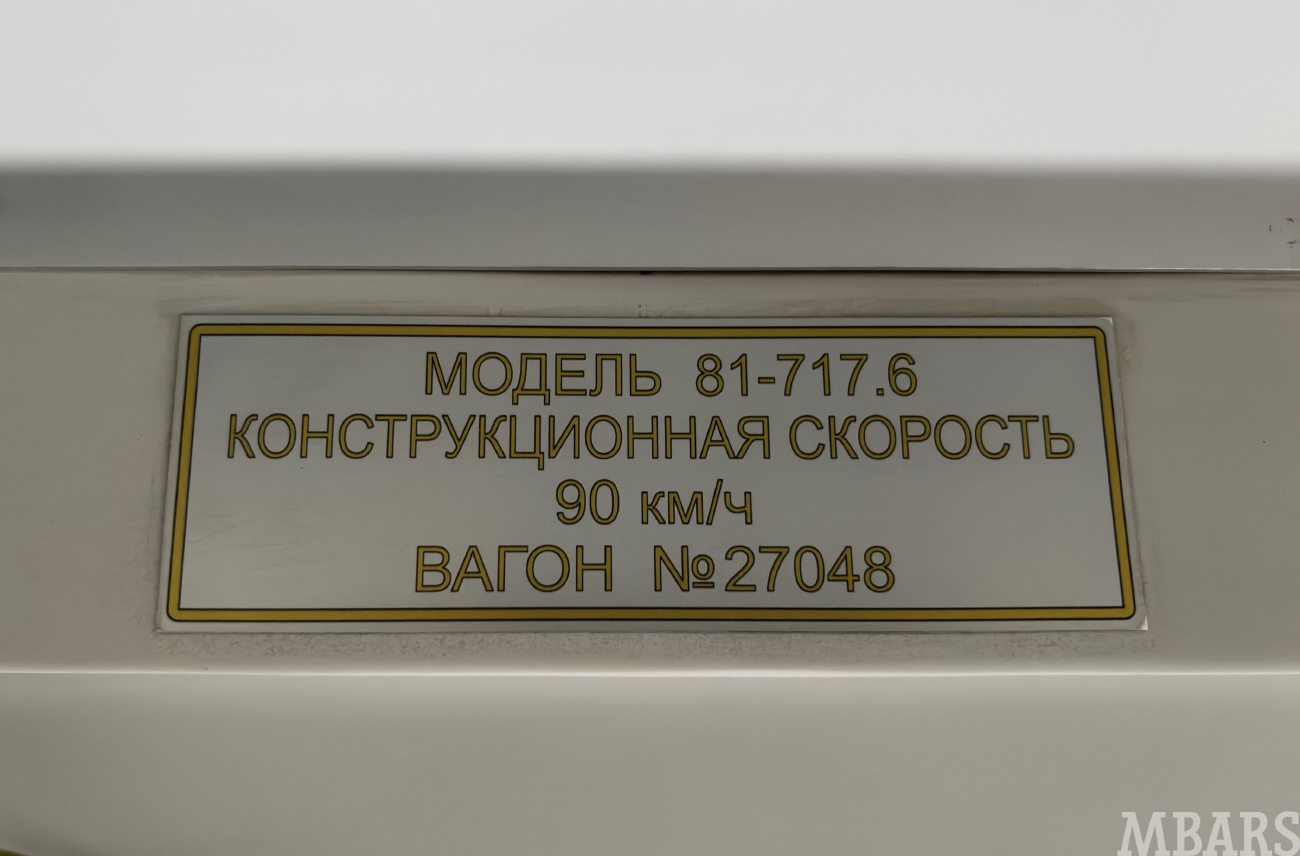 МОДЕЛЬ 81-717.6
КОНСТРУКЦИОННАЯ СКОРОСТЬ
90 км/ч
ВАГОН №27048
MBARS